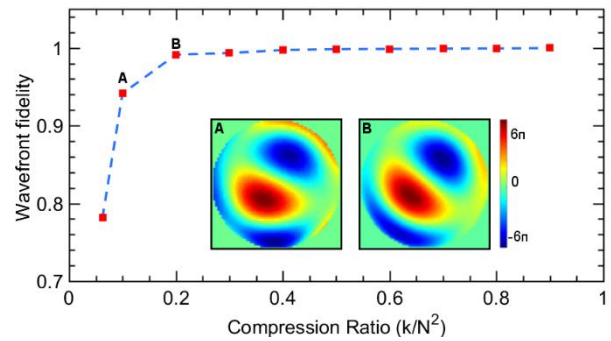 Wavefront fidelity
1
0.9
0.8
0.7
A
B
A
B
6π
0
-6π
0
0.2
0.4
0.6
0.8
1
Compression Ratio (k/N²)